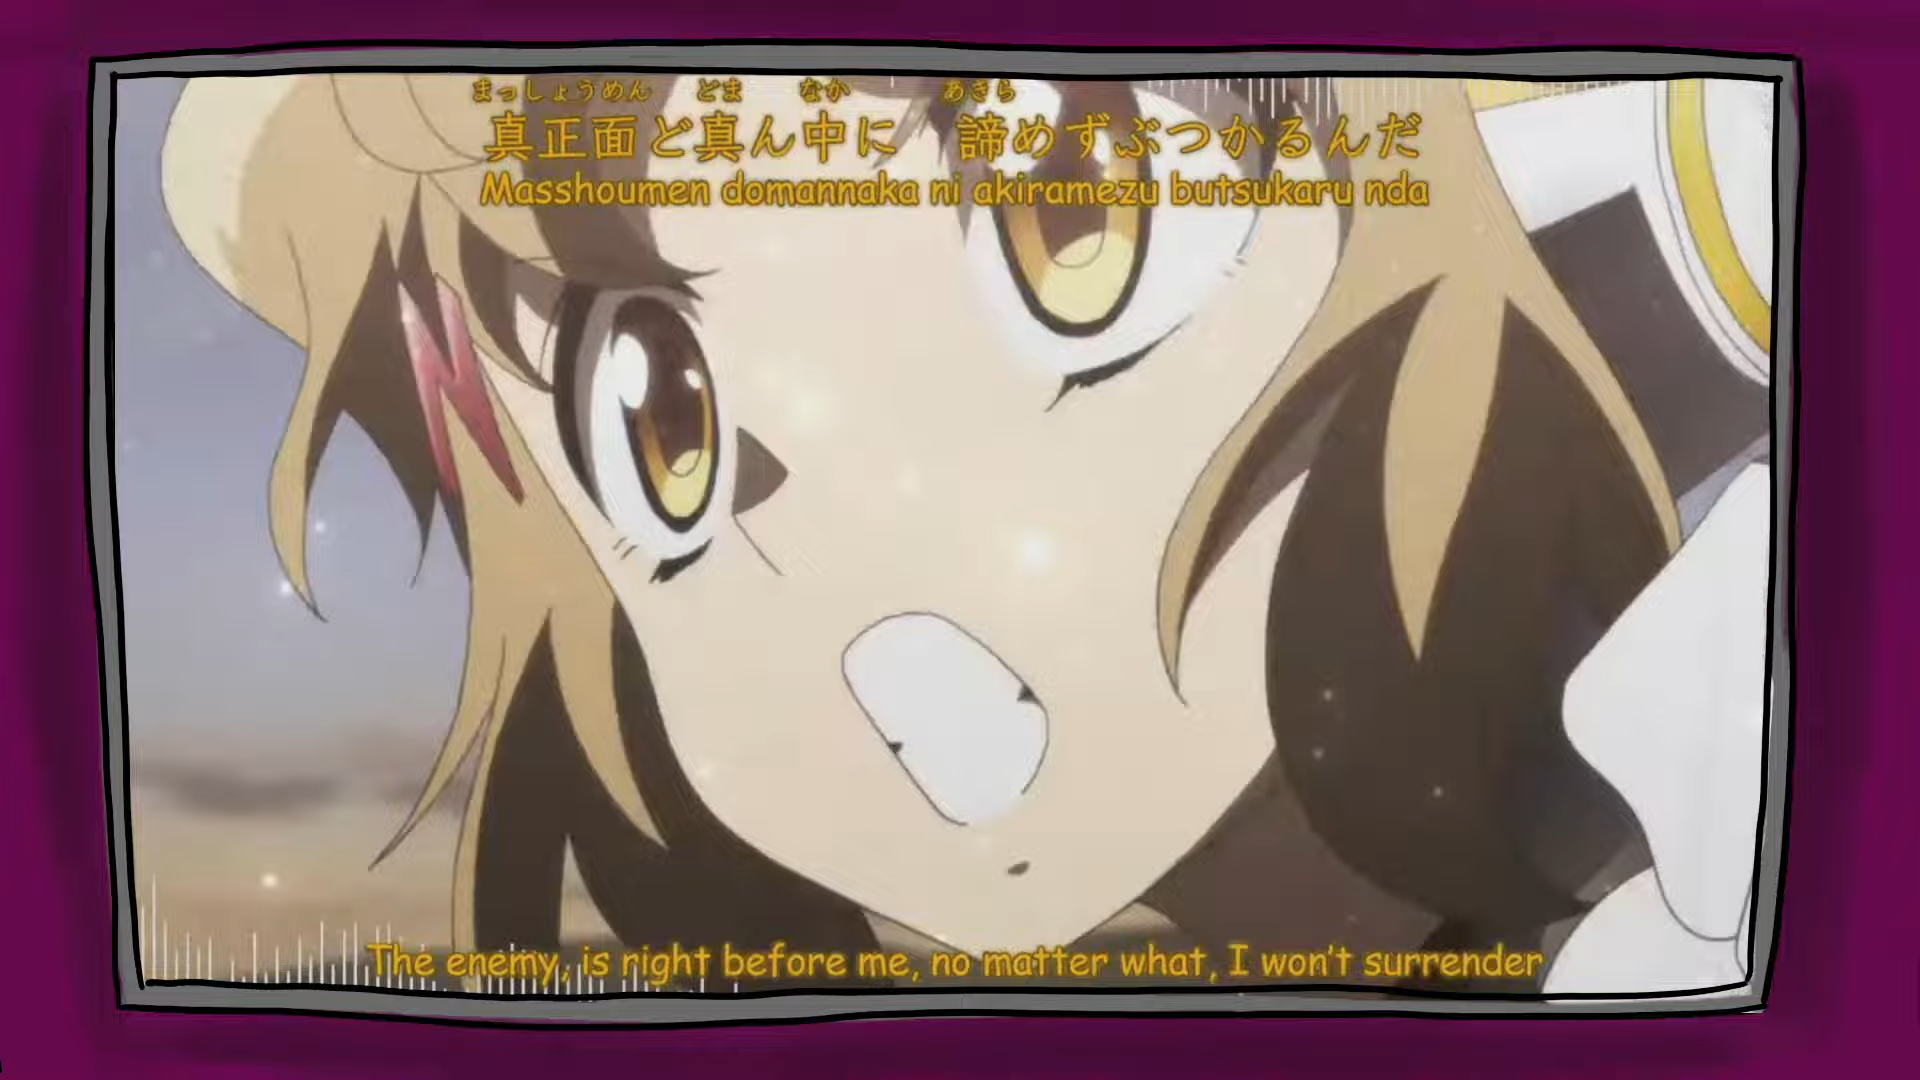 まっしょうめん どま なか あきら
真正面ど真ん中に 諦めずぶつかるんだ
Masshoumen domannaka ni akiramezu butsukaru nda
The enemy, is right before me, no matter what, I won't surrender